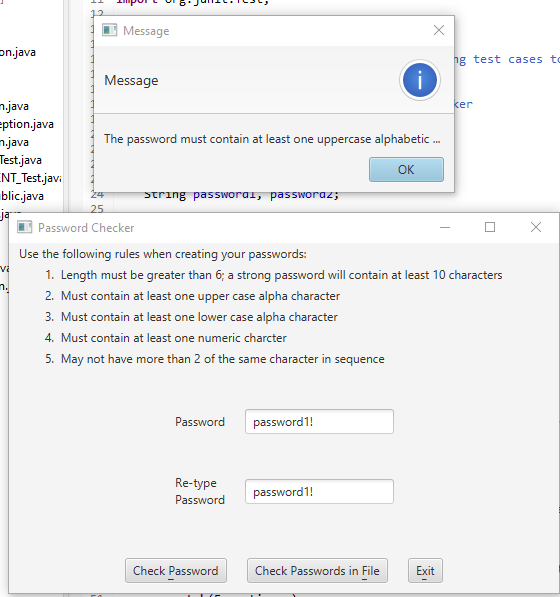 import org.junit.Test;
12
Message
on.java
ng test cases to
Message
i
n.java
ker
eption.java
n.java
The password must contain at least one uppercase alphabetic ...
Test.java
ENT_Test.java
OK
ublic.java
24
String password1, password2;
25
Password Checker
Use the following rules when creating your passwords:
1. Length must be greater than 6; a strong password will contain at least 10 characters
2. Must contain at least one upper case alpha character
3. Must contain at least one lower case alpha character
4. Must contain at least one numeric charcter
5. May not have more than 2 of the same character in sequence
Password
password1!
Re-type
Password
password1!
Check Password
Check Passwords in File
Exit